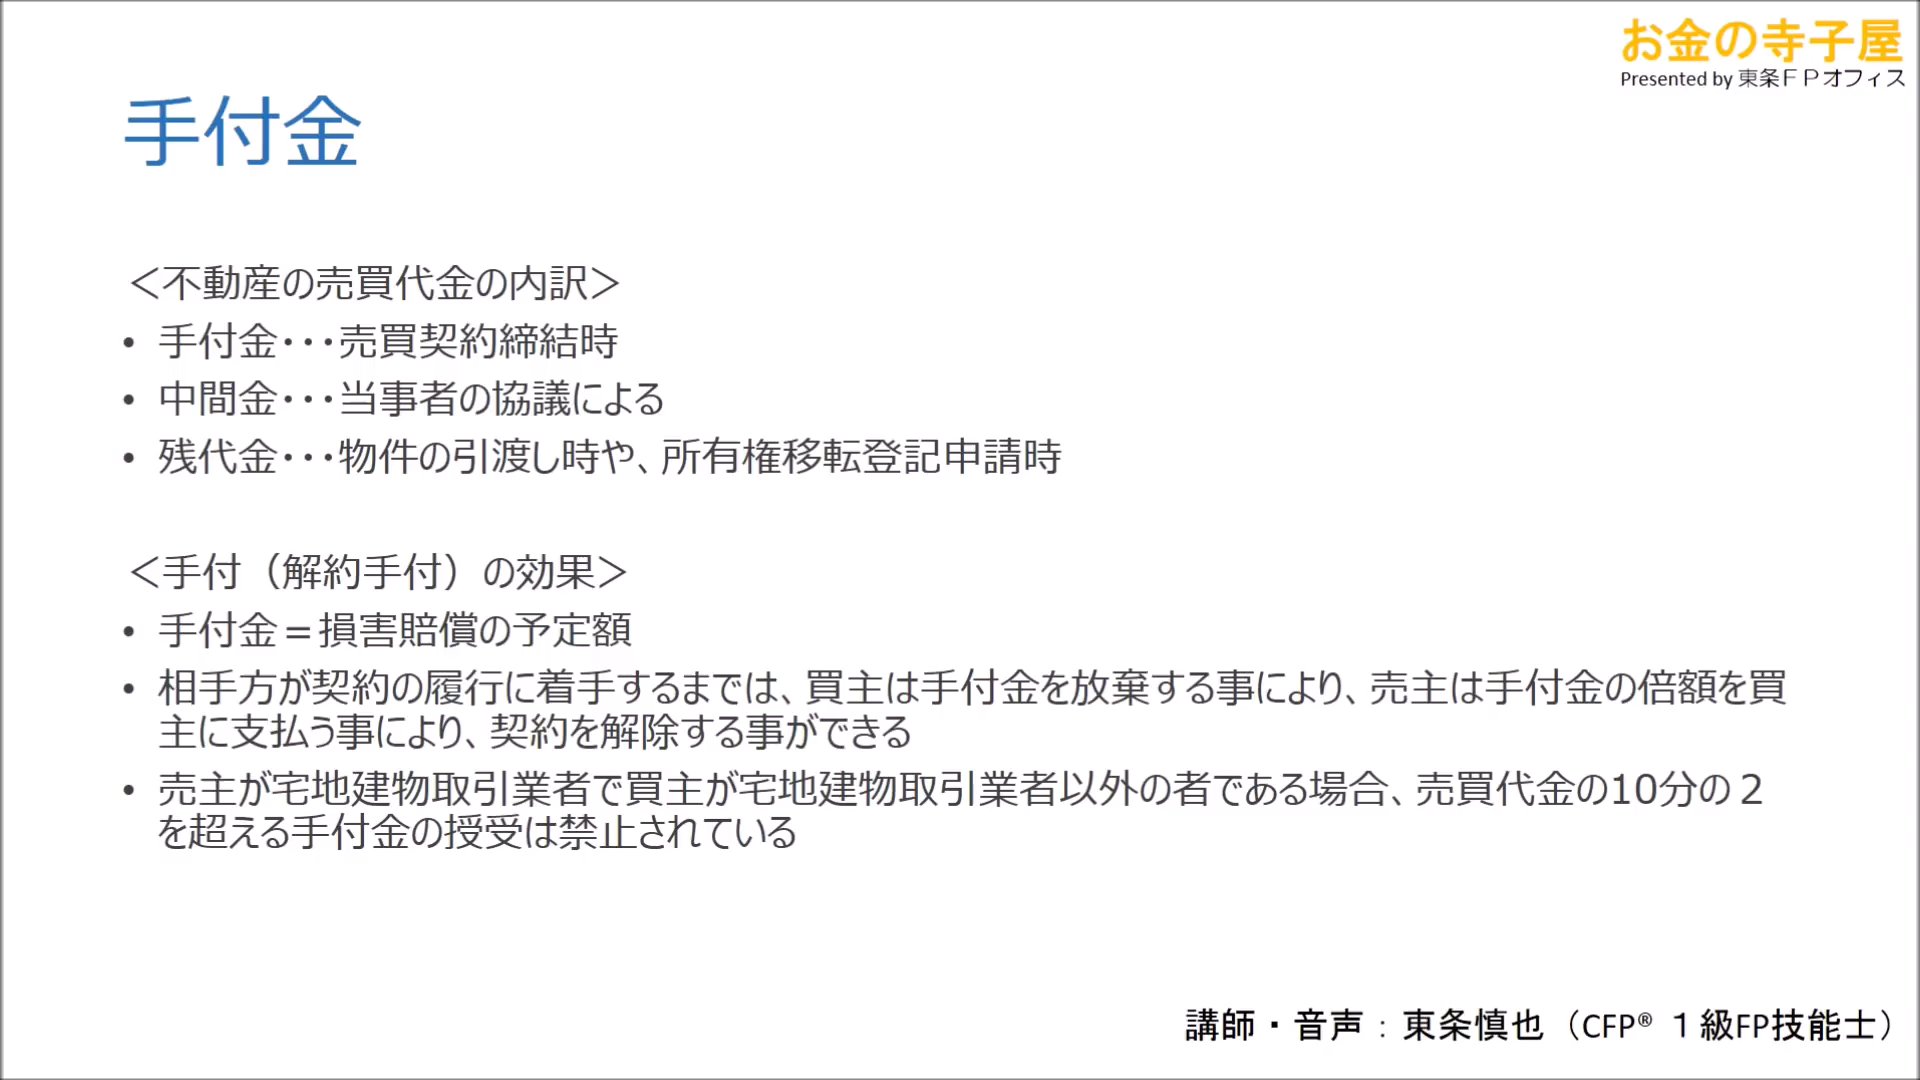 お金の寺子屋
Presented by 東条ＦＰオフィス
手付金
＜不動産の売買代金の内訳＞
• 手付金・・・売買契約締結時
• 中間金・・・当事者の協議による
• 残代金・・・物件の引渡し時や、所有権移転登記申請時
＜手付（解約手付）の効果＞
• 手付金＝損害賠償の予定額
• 相手方が契約の履行に着手するまでは、買主は手付金を放棄する事により、売主は手付金の倍額を買
主に支払う事により、契約を解除する事ができる
• 売主が宅地建物取引業者で買主が宅地建物取引業者以外の者である場合、売買代金の10分の２
を超える手付金の授受は禁止されている
講師・音声：東条慎也（CFP® １級FP技能士）